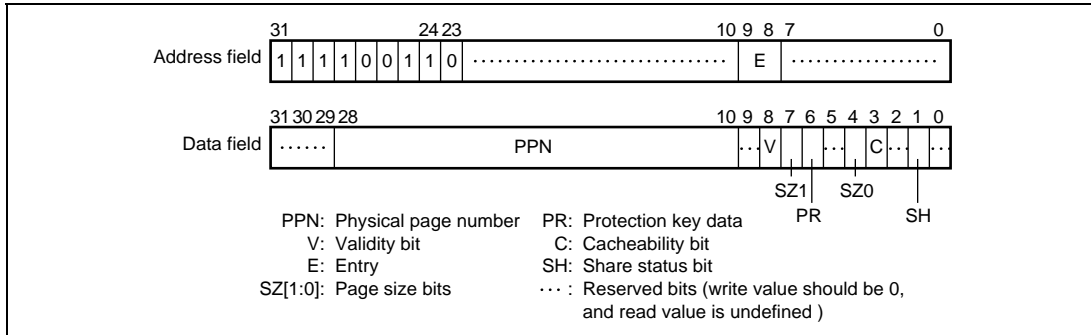 31 24 23 10 9 8 7 0
Address field 1 1 1 1 0 0 1 1 0 ⋯ E ⋯
31 30 29 28 10 9 8 7 6 5 4 3 2 1 0
Data field ⋯ PPN ⋯ V ⋯ C ⋯ ⋯
SZ1 SZ0
PR SH
PPN: Physical page number PR: Protection key data
V: Validity bit C: Cacheability bit
E: Entry SH: Share status bit
SZ[1:0]: Page size bits ⋯ : Reserved bits (write value should be 0,
and read value is undefined )